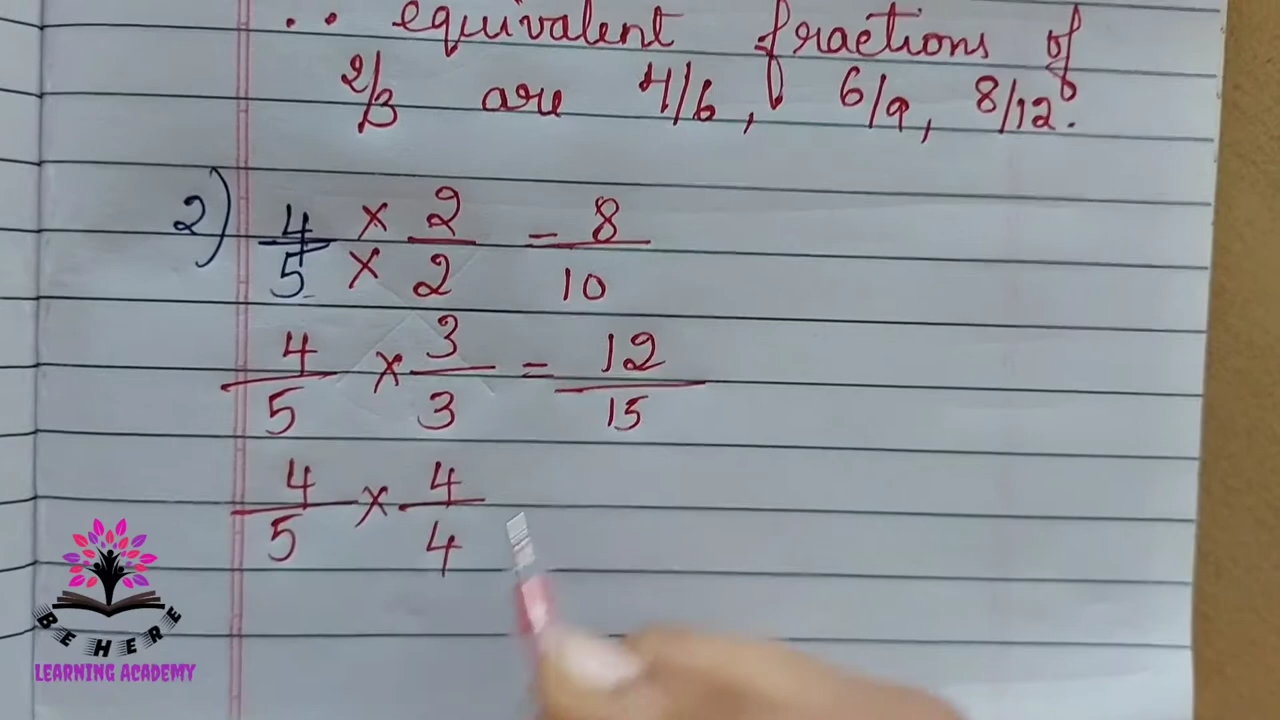 ∴ equivalent fractions of
2/3 are 4/6, 6/9, 8/12.
2) 4/5 × × 2/2 = 8/10
4/5 × 3/3 = 12/15
4/5 × 4/4
BEHERE
LEARNING ACADEMY